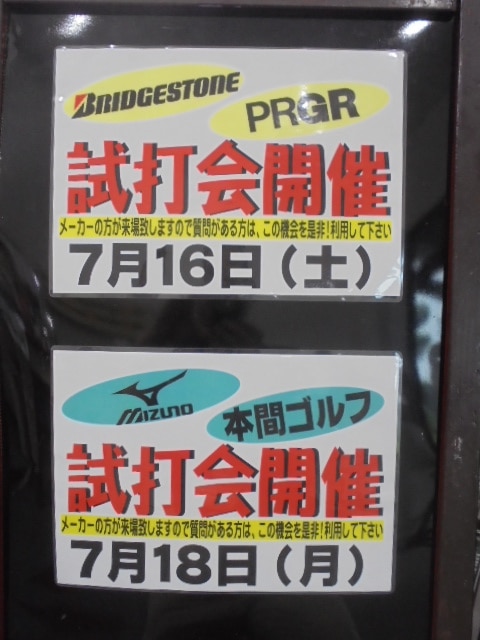 BRIDGESTONE
PRGR
試打会開催
メーカーの方が来場致しますので質問がある方は、この機会を是非!利用して下さい
7月16日(土)
MIZUNO
本間ゴルフ
試打会開催
メーカーの方が来場致しますので質問がある方は、この機会を是非!利用して下さい
7月18日(月)